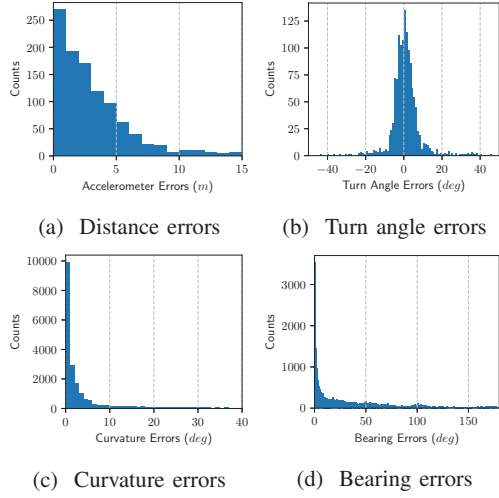 250
200
150
100
50
0
Counts
0 5 10 15
Accelerometer Errors (m)
(a) Distance errors
125
100
75
50
25
0
Counts
−40 −20 0 20 40
Turn Angle Errors (deg)
(b) Turn angle errors
10000
8000
6000
4000
2000
0
Counts
0 10 20 30 40
Curvature Errors (deg)
(c) Curvature errors
3000
2000
1000
0
Counts
0 50 100 150
Bearing Errors (deg)
(d) Bearing errors